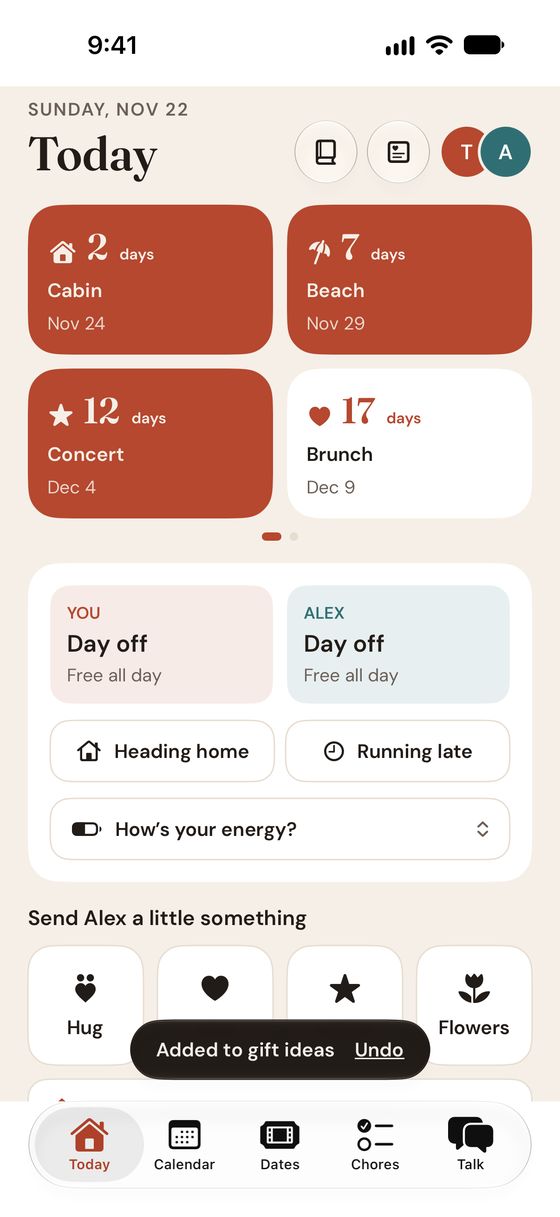 9:41
SUNDAY, NOV 22
Today
T
A
2 days
Cabin
Nov 24
7 days
Beach
Nov 29
12 days
Concert
Dec 4
17 days
Brunch
Dec 9
YOU
Day off
Free all day
ALEX
Day off
Free all day
Heading home
Running late
How’s your energy?
Send Alex a little something
Hug
Flowers
Added to gift ideas Undo
Today
Calendar
Dates
Chores
Talk